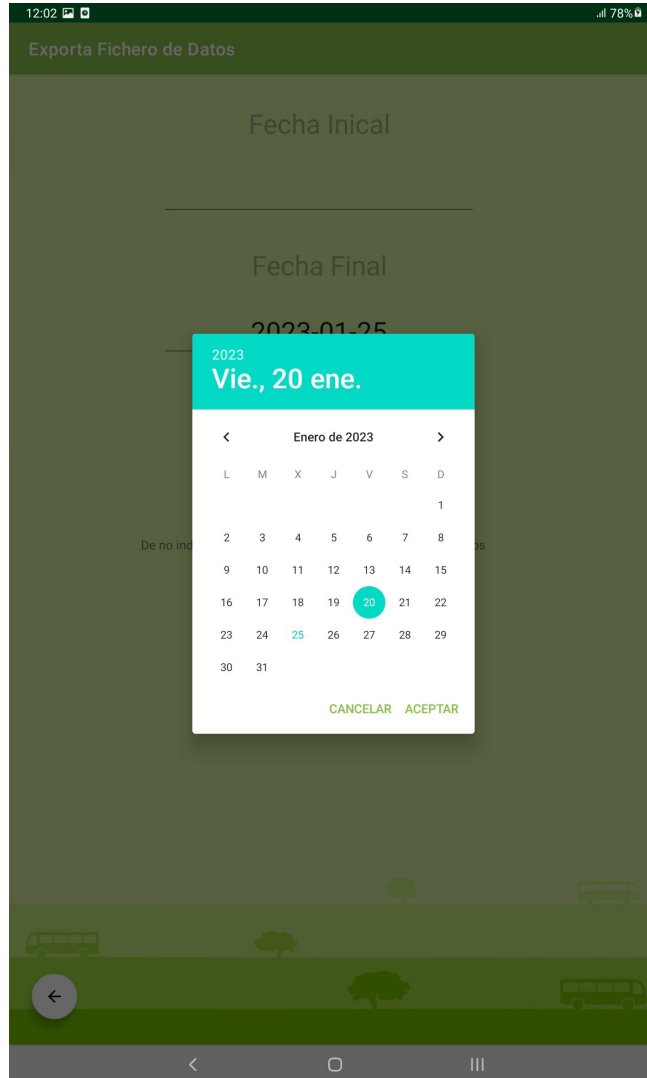 12:02 78%
Exporta Fichero de Datos
Fecha Inical
Fecha Final
2023-01-25
2023
Vie., 20 ene.
Enero de 2023
L M X J V S D
1
2 3 4 5 6 7 8
9 10 11 12 13 14 15
16 17 18 19 20 21 22
23 24 25 26 27 28 29
30 31
De no ind os
CANCELAR ACEPTAR